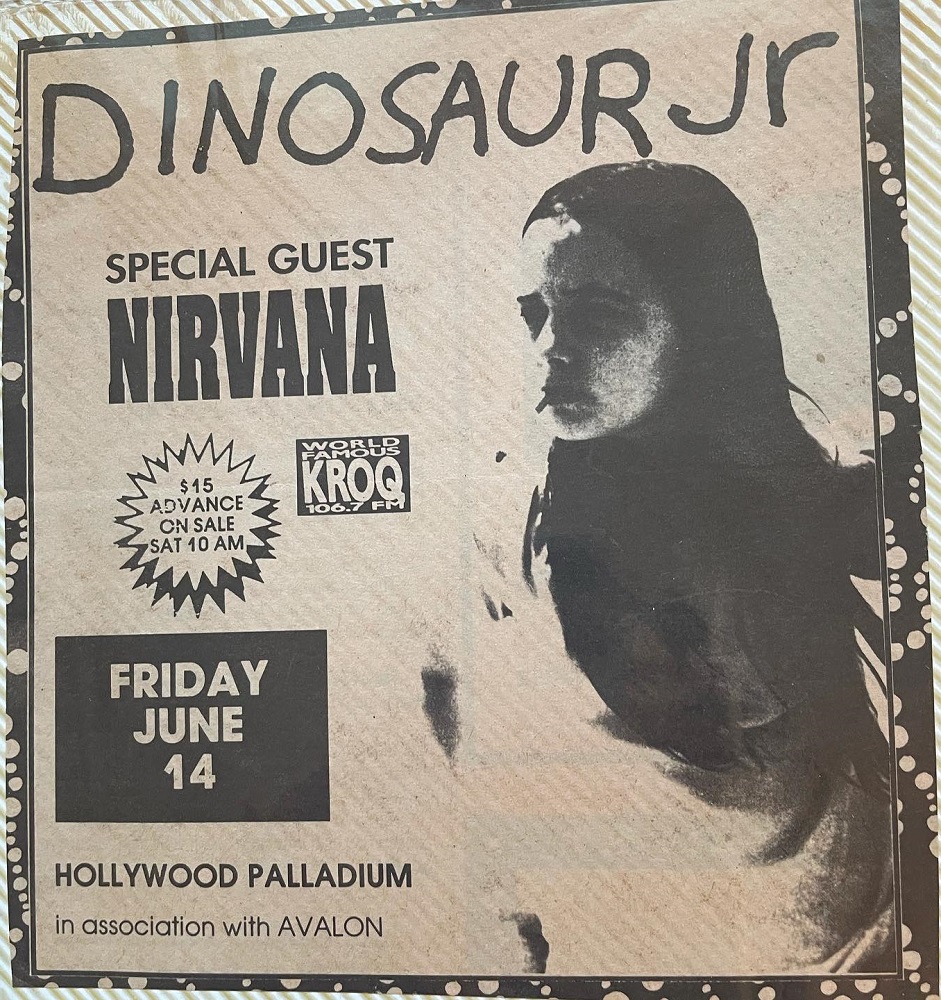 DINOSAUR Jr
SPECIAL GUEST
NIRVANA
$15
ADVANCE
ON SALE
SAT 10 AM
WORLD
FAMOUS
KROQ
106.7 FM
FRIDAY
JUNE
14
HOLLYWOOD PALLADIUM
in association with AVALON